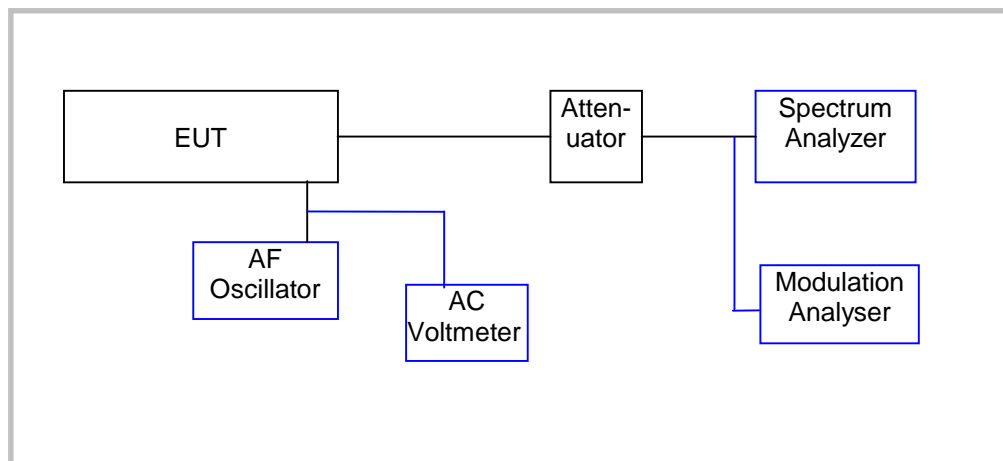 EUT
Atten-
uator
Spectrum
Analyzer
AF
Oscillator
AC
Voltmeter
Modulation
Analyser